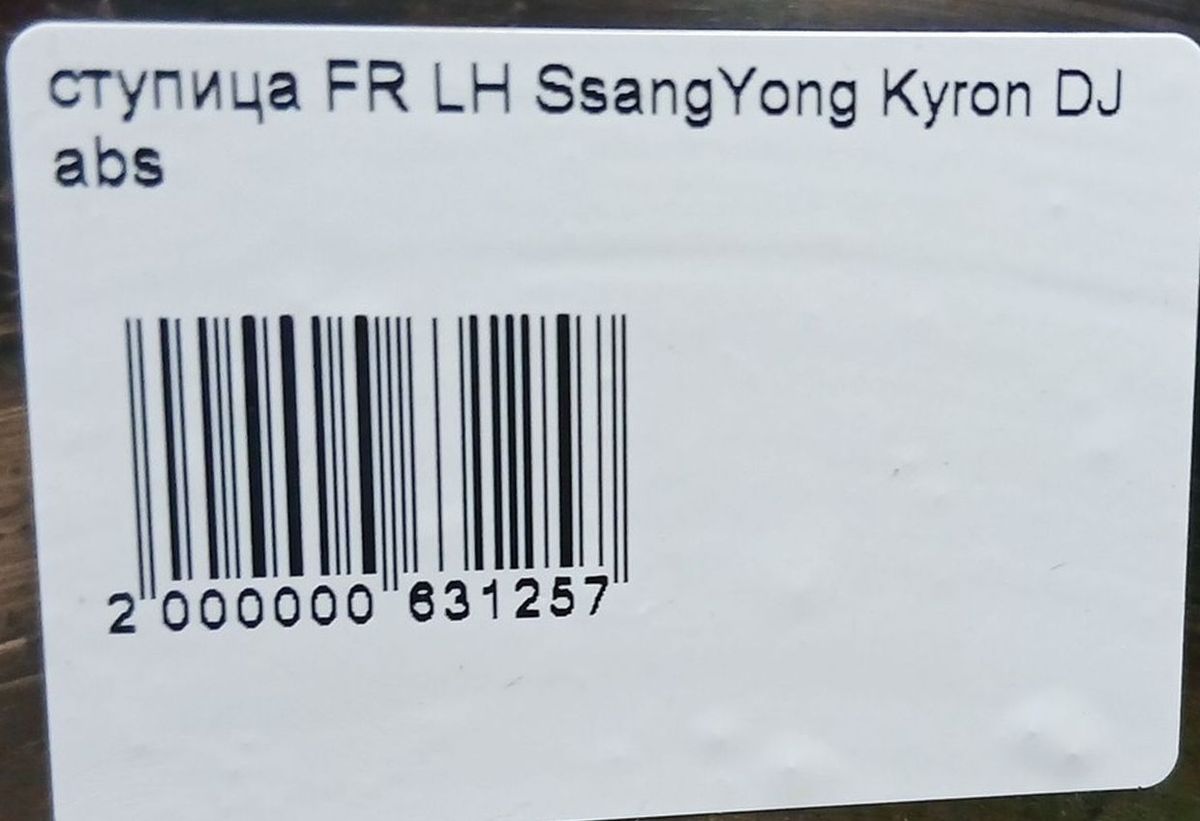 ступица FR LH SsangYong Kyron DJ
abs
2 000000 631257